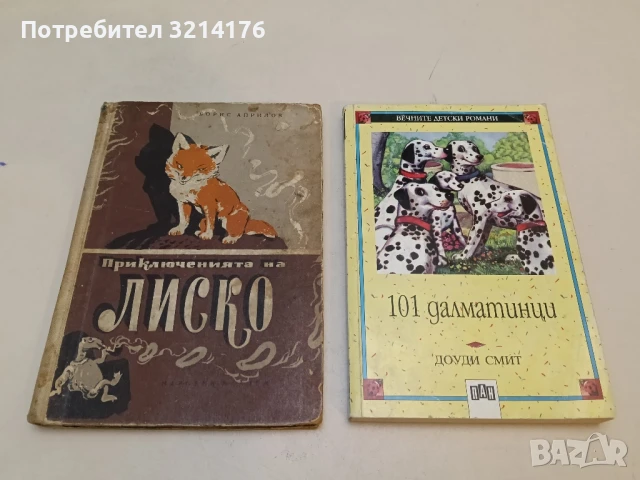 Потребител 3214176
БОРИС АПРИЛОВ
Приключенията на
ЛИСКО
ВЕЧНИТЕ ДЕТСКИ РОМАНИ
101 далматинци
ДОУДИ СМИТ
ПАН
BAZAR